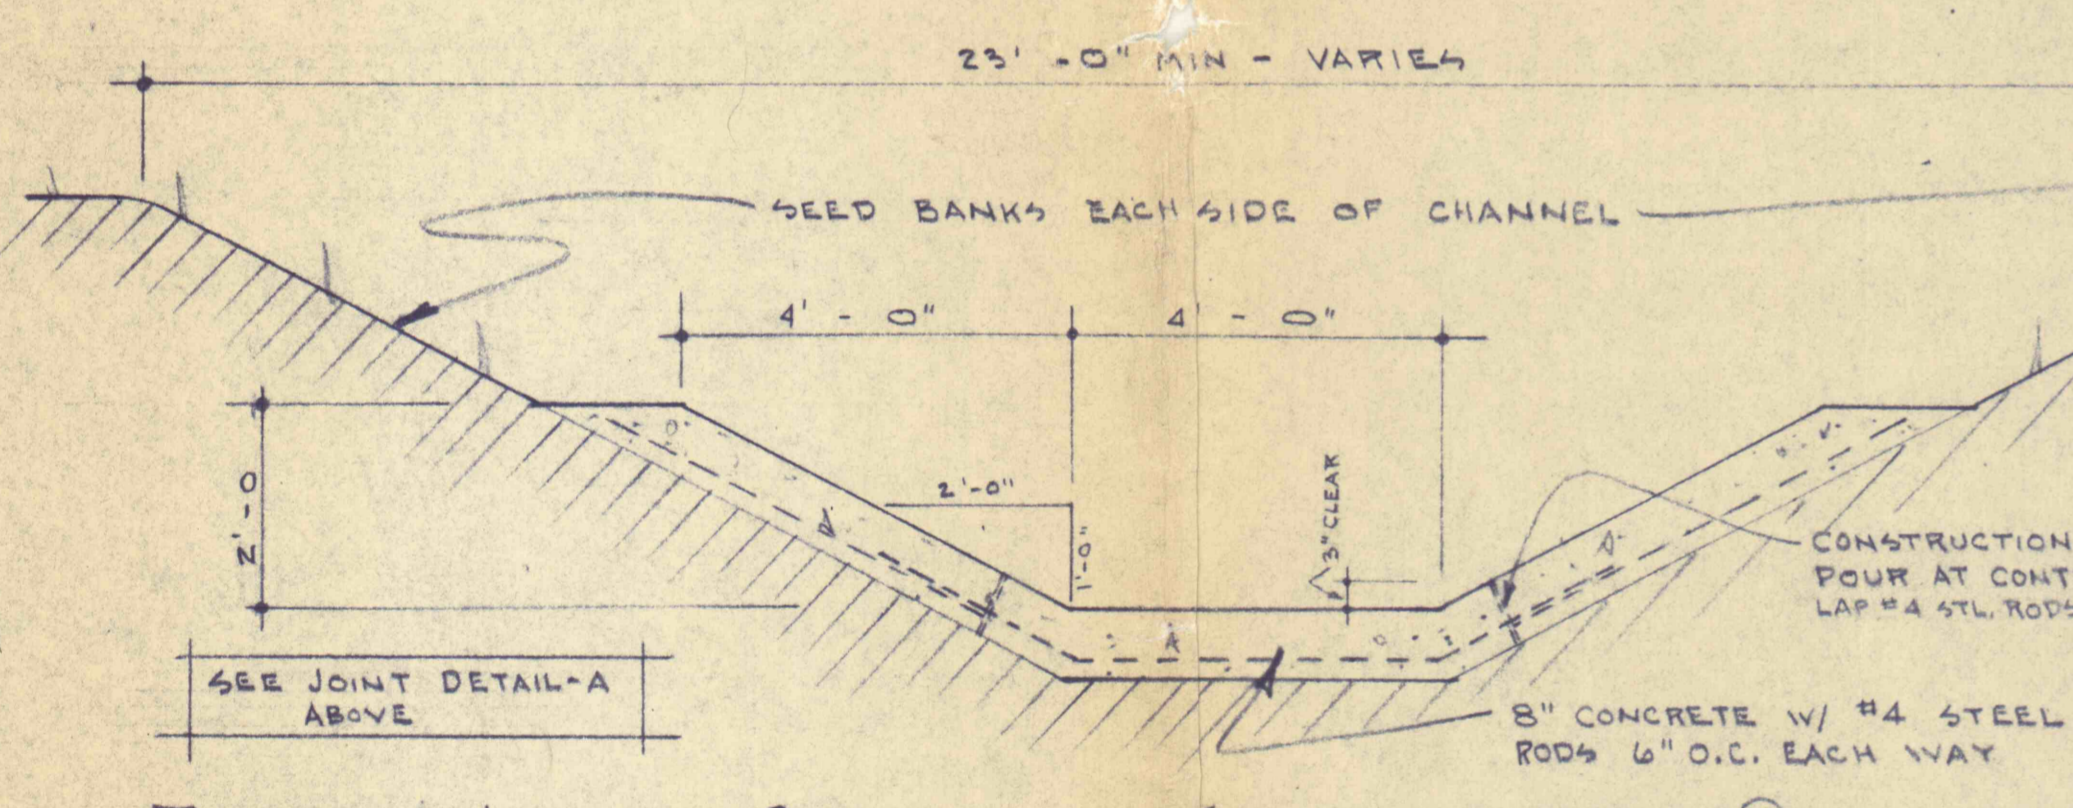 23' - 0" MIN - VARIES
SEED BANKS EACH SIDE OF CHANNEL
4' - 0"
4' - 0"
2'-0
2'-0"
1'-0"
3" CLEAR
CONSTRUCTION
POUR AT CONT
LAP #4 STL. RODS
SEE JOINT DETAIL-A
ABOVE
8" CONCRETE W/ #4 STEEL
RODS 6" O.C. EACH WAY